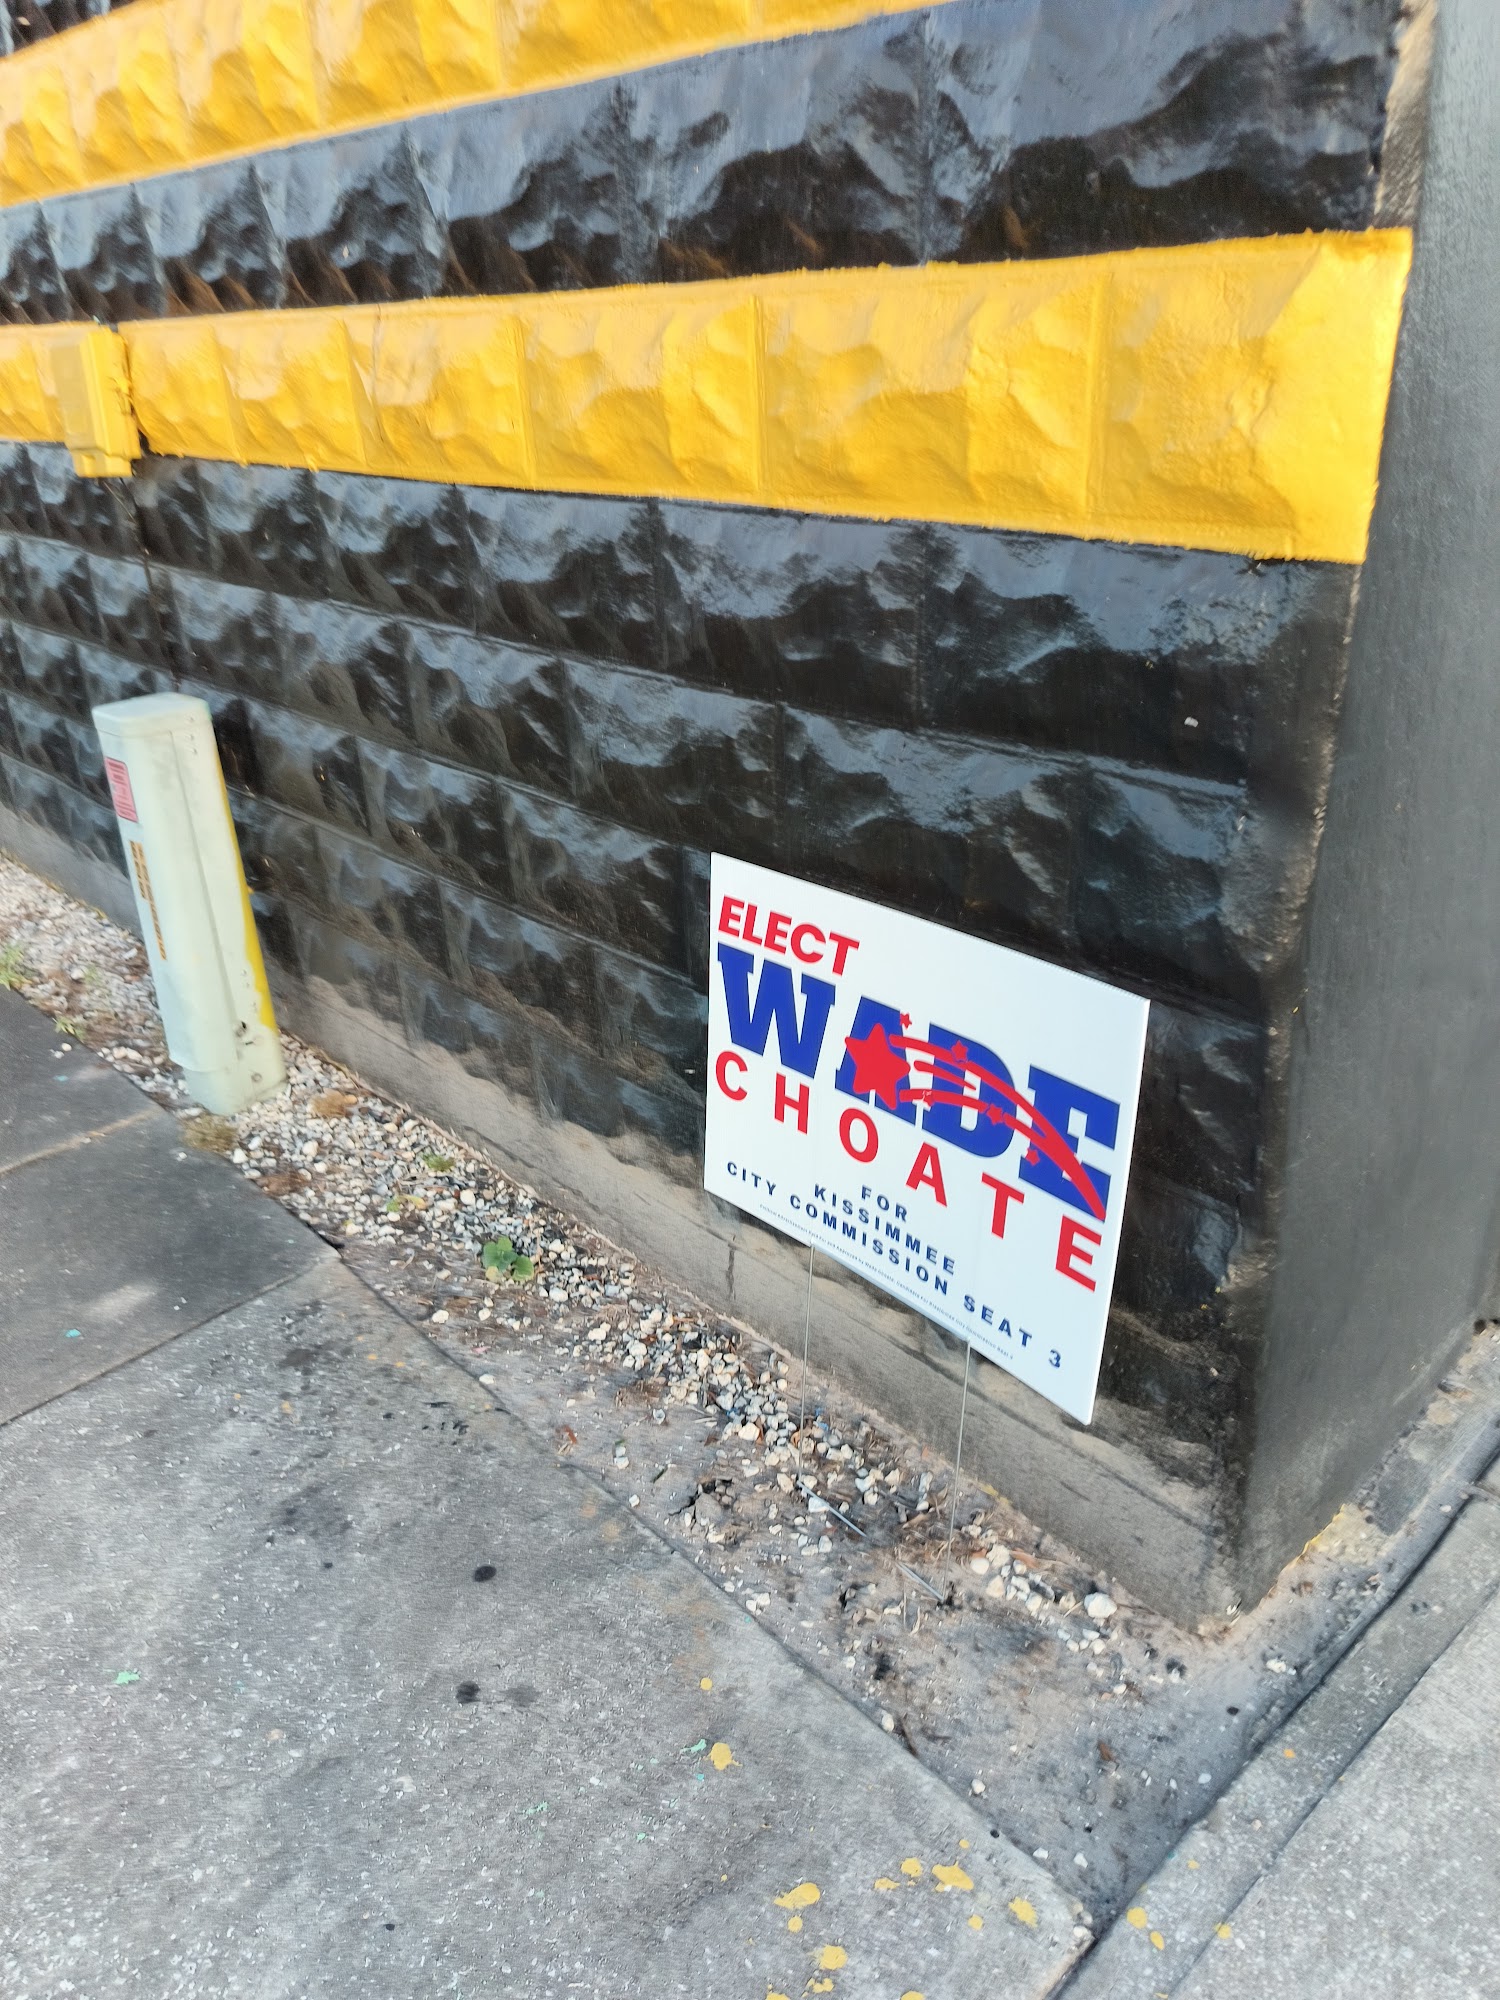 ELECT
WADE
CHOATE
FOR
KISSIMMEE
CITY COMMISSION SEAT 3